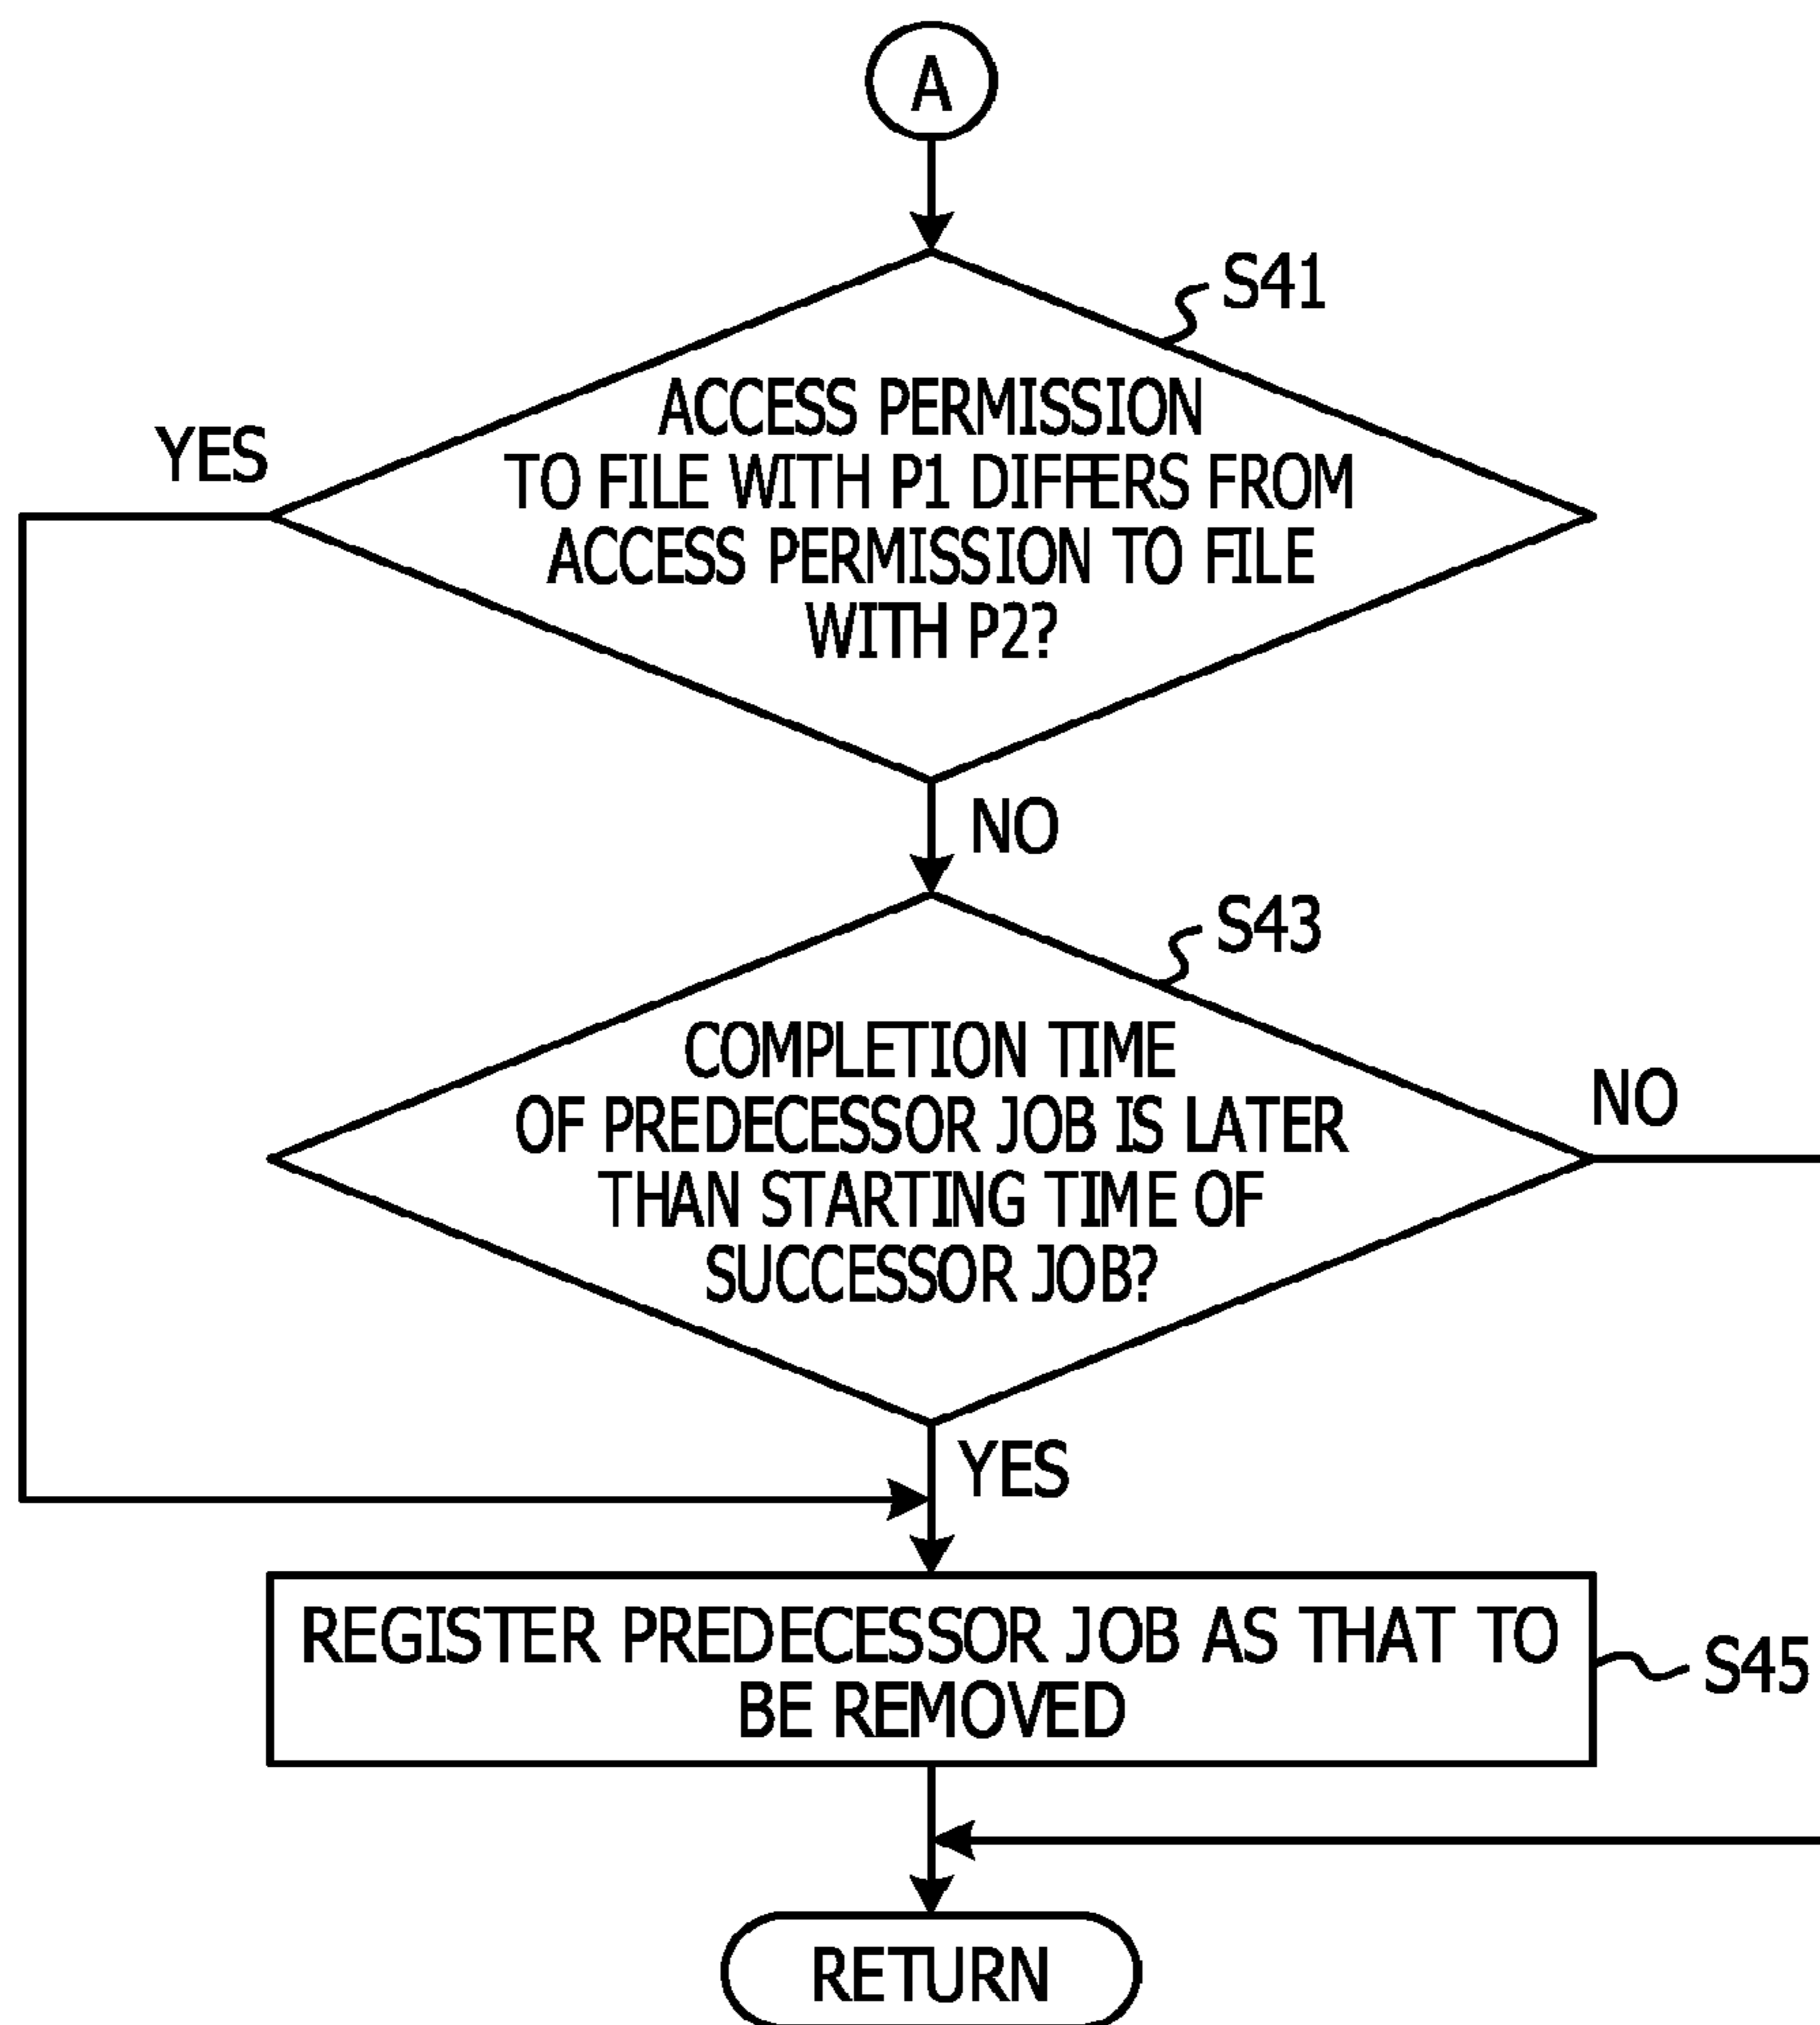 A
S41
ACCESS PERMISSION
TO FILE WITH P1 DIFFERS FROM
ACCESS PERMISSION TO FILE
WITH P2?
YES
NO
S43
COMPLETION TIME
OF PREDECESSOR JOB IS LATER
THAN STARTING TIME OF
SUCCESSOR JOB?
NO
YES
REGISTER PREDECESSOR JOB AS THAT TO
BE REMOVED
S45
RETURN